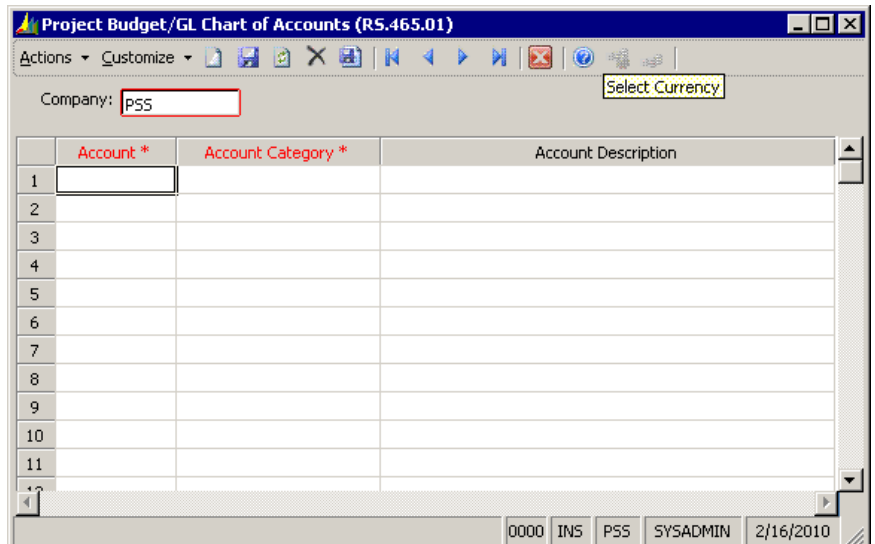 Project Budget/GL Chart of Accounts (RS.465.01)
Actions Customize
Select Currency
Company: PSS
Account * Account Category * Account Description
1
2
3
4
5
6
7
8
9
10
11
12
0000 INS PSS SYSADMIN 2/16/2010